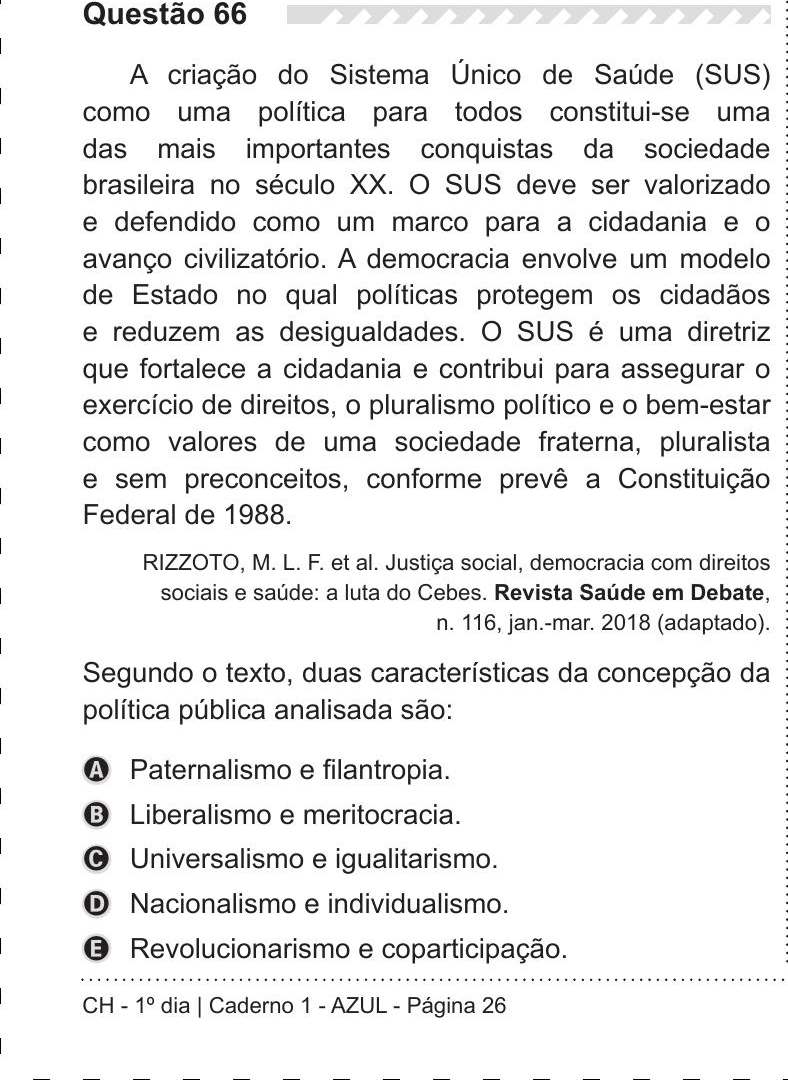 Questão 66
A criação do Sistema Único de Saúde (SUS)
como uma política para todos constitui-se uma
das mais importantes conquistas da sociedade
brasileira no século XX. O SUS deve ser valorizado
e defendido como um marco para a cidadania e o
avanço civilizatório. A democracia envolve um modelo
de Estado no qual políticas protegem os cidadãos
e reduzem as desigualdades. O SUS é uma diretriz
que fortalece a cidadania e contribui para assegurar o
exercício de direitos, o pluralismo político e o bem-estar
como valores de uma sociedade fraterna, pluralista
e sem preconceitos, conforme prevê a Constituição
Federal de 1988.
RIZZOTO, M. L. F. et al. Justiça social, democracia com direitos
sociais e saúde: a luta do Cebes. Revista Saúde em Debate,
n. 116, jan.-mar. 2018 (adaptado).
Segundo o texto, duas características da concepção da
política pública analisada são:
A Paternalismo e filantropia.
B Liberalismo e meritocracia.
C Universalismo e igualitarismo.
D Nacionalismo e individualismo.
E Revolucionarismo e coparticipação.
CH - 1º dia | Caderno 1 - AZUL - Página 26